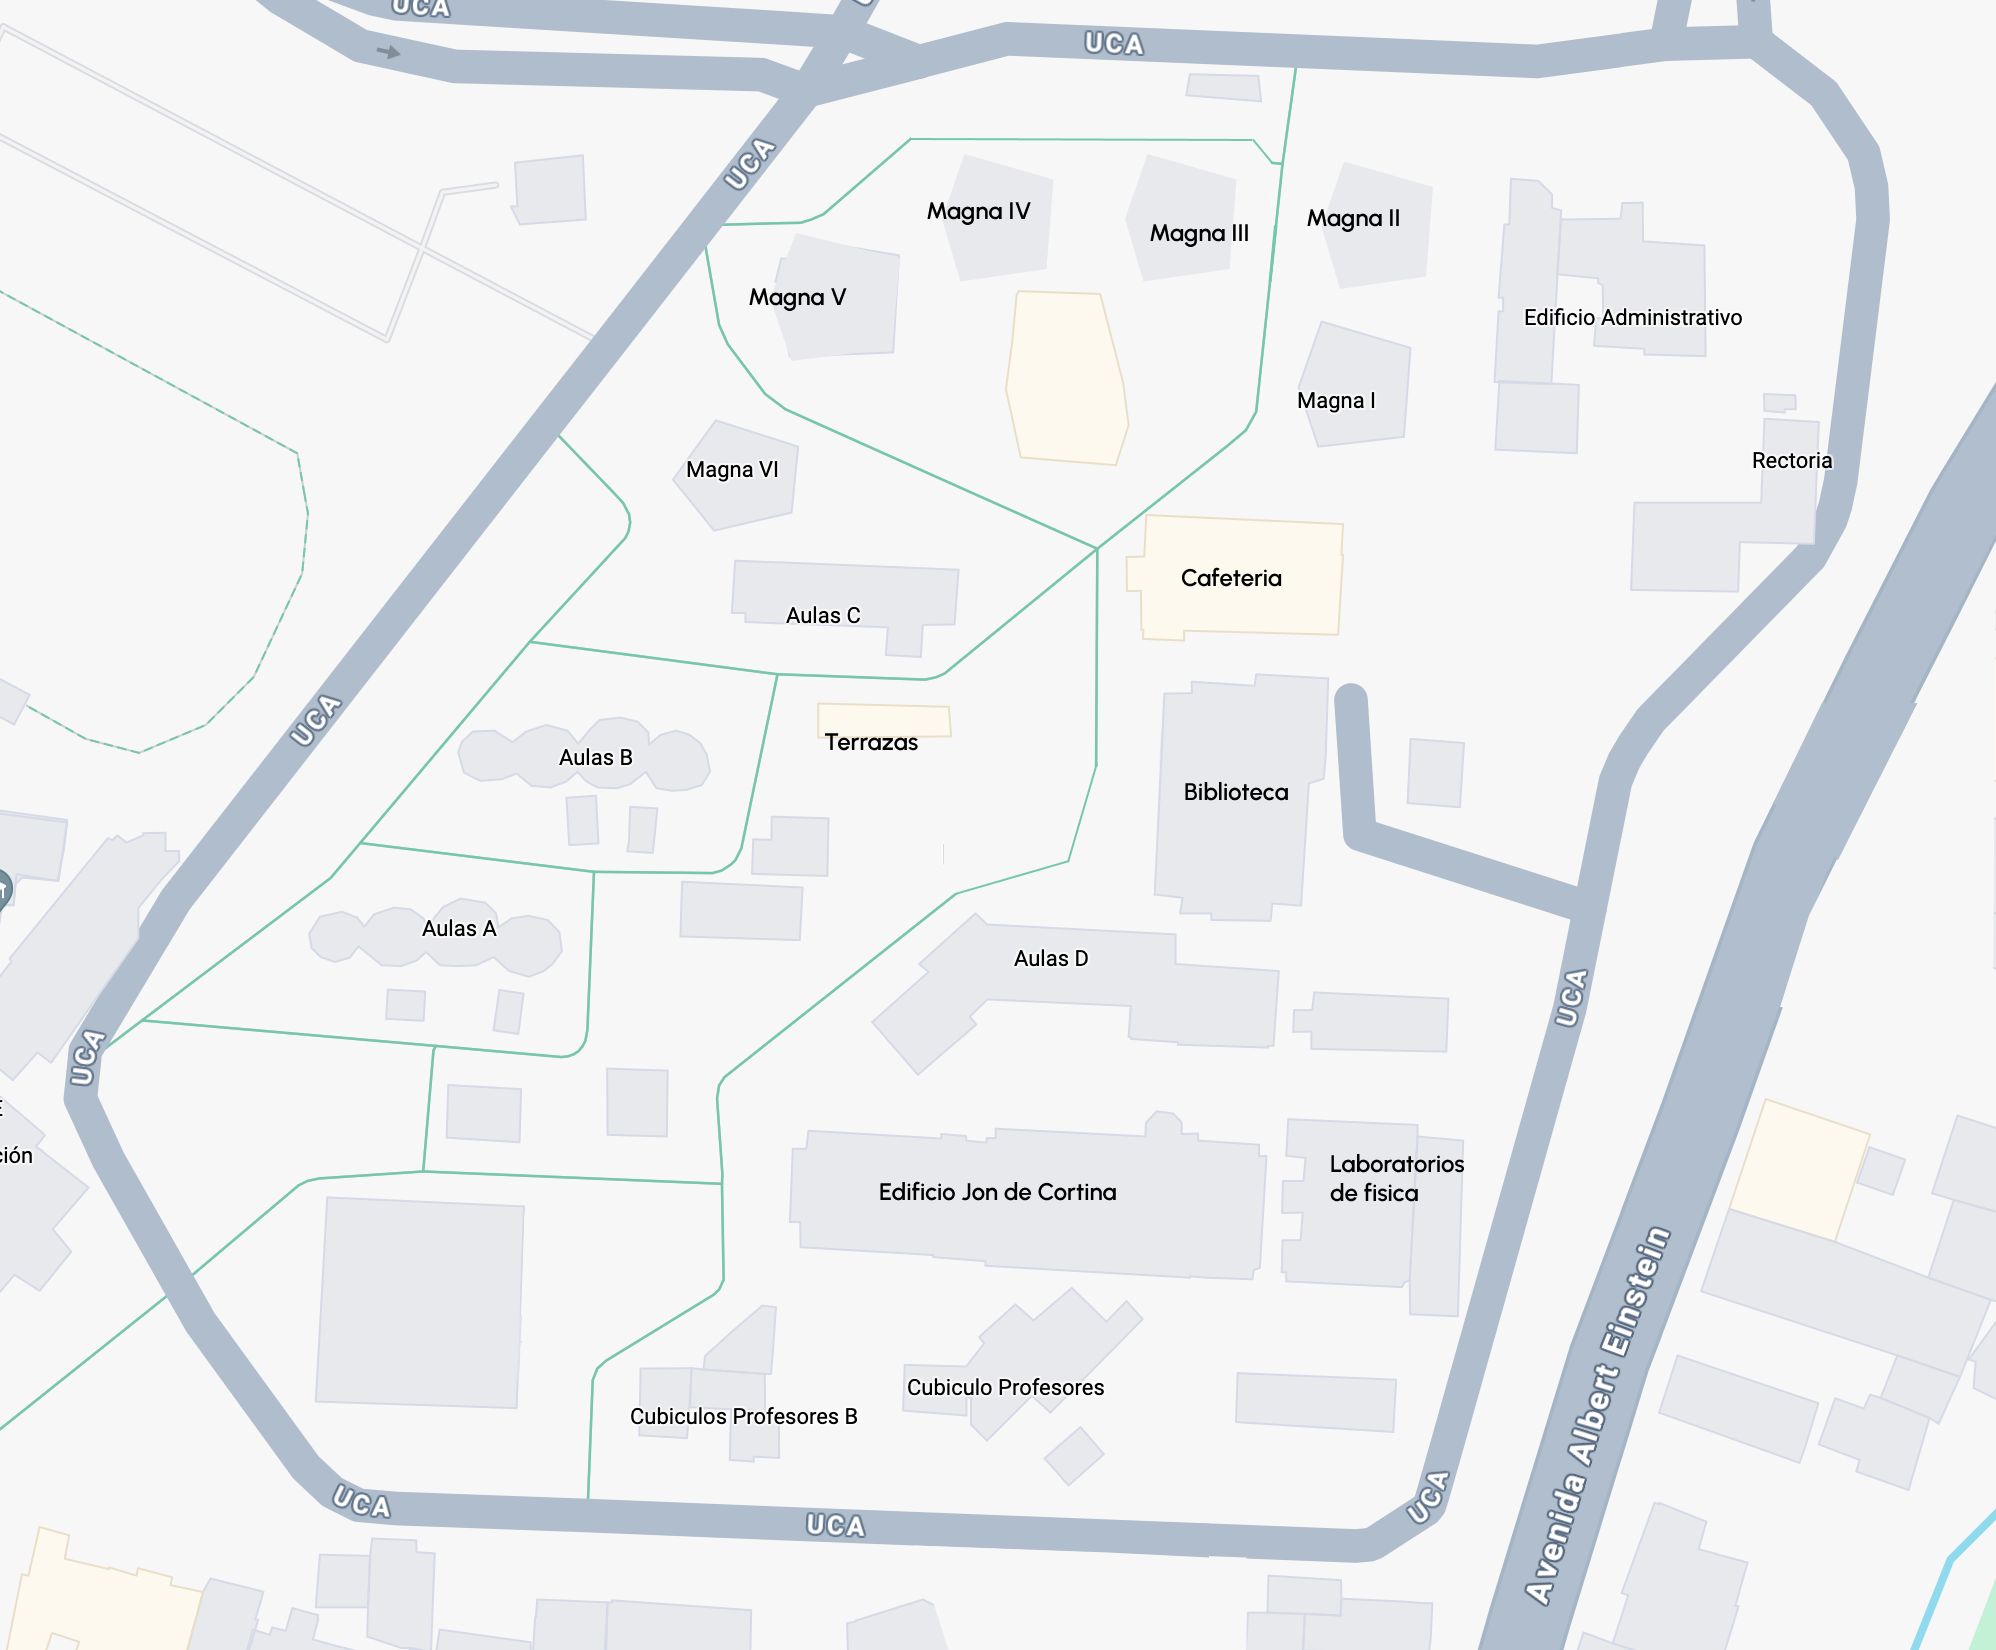 UCA
UCA
UCA
Magna IV
Magna III
Magna II
Magna V
Edificio Administrativo
Magna I
Magna VI
Rectoria
Cafeteria
Aulas C
UCA
Terrazas
Aulas B
Biblioteca
Aulas A
Aulas D
UCA
UCA
ción
Laboratorios
de fisica
Edificio Jon de Cortina
Cubiculo Profesores
Cubiculos Profesores B
Avenida Albert Einstein
UCA
UCA
UCA